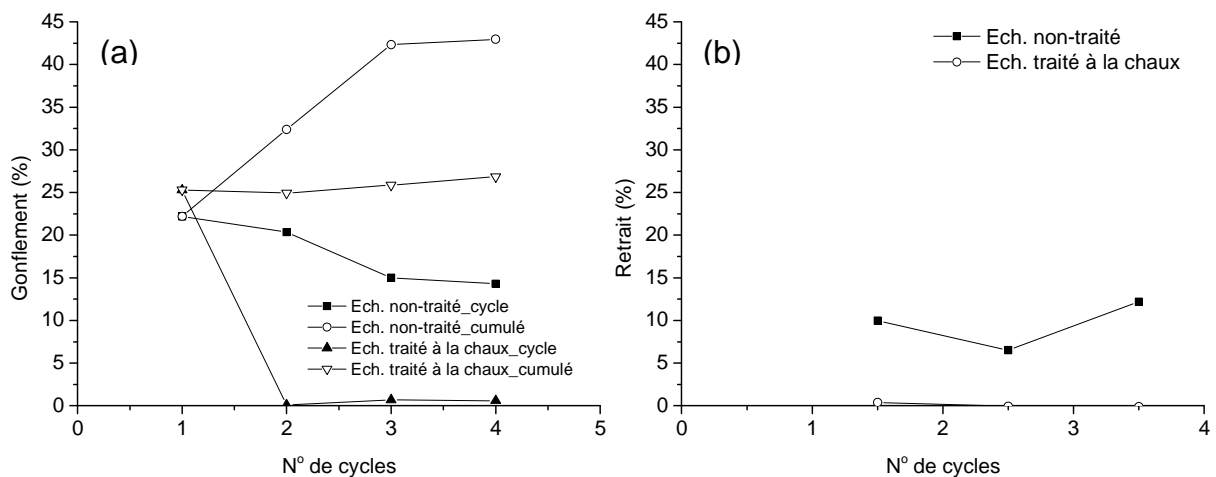 (a)
45
40
35
30
25
20
15
10
5
0
Gonflement (%)
Ech. non-traité_cycle
Ech. non-traité_cumulé
Ech. traité à la chaux_cycle
Ech. traité à la chaux_cumulé
0 1 2 3 4 5
N° de cycles
(b)
Ech. non-traité
Ech. traité à la chaux
45
40
35
30
25
20
15
10
5
0
Retrait (%)
0 1 2 3 4
N° de cycles